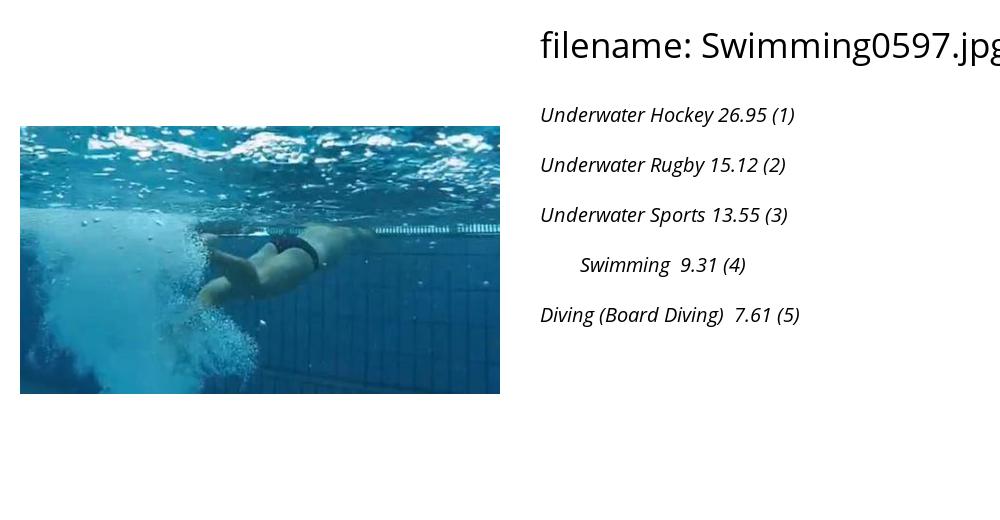 filename: Swimming0597.jpg
Underwater Hockey 26.95 (1)
Underwater Rugby 15.12 (2)
Underwater Sports 13.55 (3)
Swimming 9.31 (4)
Diving (Board Diving) 7.61 (5)